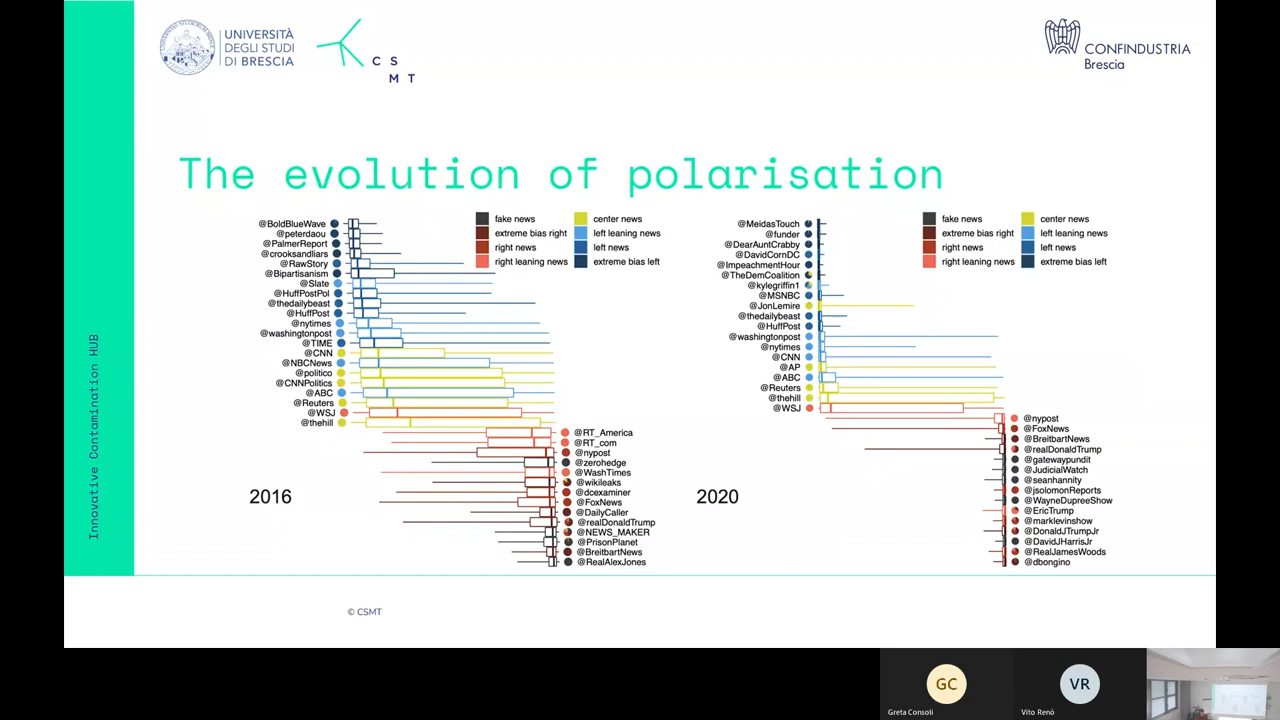 UNIVERSITÀ
DEGLI STUDI
DI BRESCIA
C S
M T
CONFINDUSTRIA
Brescia
The evolution of polarisation
@BoldBlueWave
@peterdaou
@PalmerReport
@crooksandliars
@RawStory
@Bipartisanism
@Slate
@HuffPostPol
@thedailybeast
@HuffPost
@nytimes
@washingtonpost
@TIME
@CNN
@NBCNews
@politico
@CNNPolitics
@ABC
@Reuters
@WSJ
@thehill
@RT_America
@RT_com
@nypost
@zerohedge
@WashTimes
@wikileaks
@dcexaminer
@FoxNews
@DailyCaller
@realDonaldTrump
@NEWS_MAKER
@PrisonPlanet
@BreitbartNews
@RealAlexJones
fake news
extreme bias right
right news
right leaning news
center news
left leaning news
left news
extreme bias left
2016
@MeidasTouch
@funder
@DearAuntCrabby
@DavidCornDC
@ImpeachmentHour
@TheDemCoalition
@kylegriffin1
@MSNBC
@JonLemire
@thedailybeast
@HuffPost
@washingtonpost
@nytimes
@CNN
@AP
@ABC
@Reuters
@thehill
@WSJ
@nypost
@FoxNews
@BreitbartNews
@realDonaldTrump
@gatewaypundit
@JudicialWatch
@seanhannity
@jsolomonReports
@WayneDupreeShow
@EricTrump
@marklevinshow
@DonaldJTrumpJr
@DavidJHarrisJr
@RealJamesWoods
@dbongino
fake news
extreme bias right
right news
right leaning news
center news
left leaning news
left news
extreme bias left
2020
Innovative Contamination HUB
© CSMT
GC
Greta Consoli
VR
Vito Renò